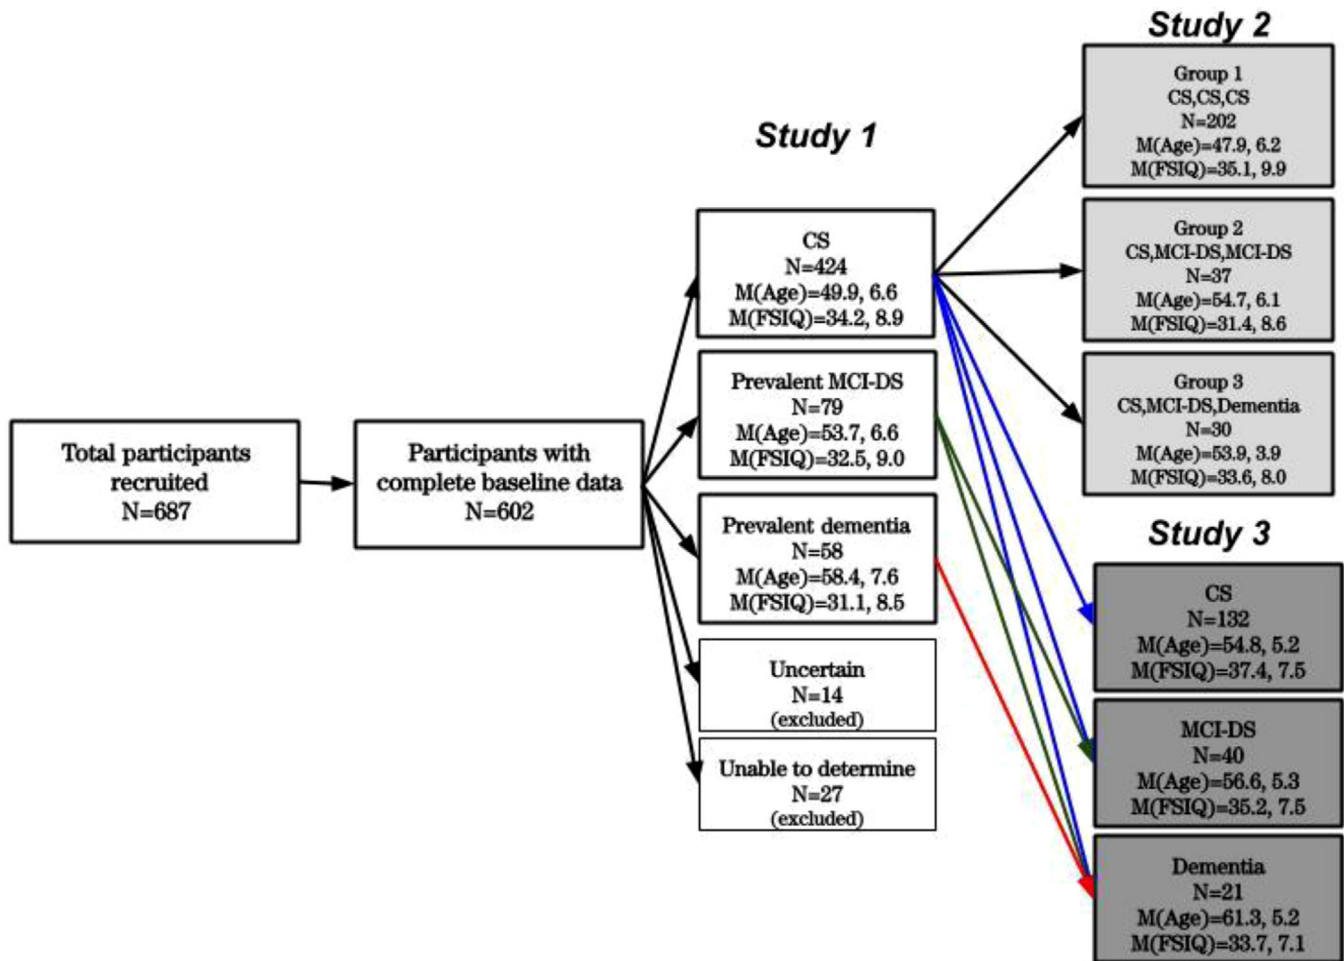 Total participants
recruited
N=687
Participants with
complete baseline data
N=602
Study 1
CS
N=424
M(Age)=49.9, 6.6
M(FSIQ)=34.2, 8.9
Prevalent MCI-DS
N=79
M(Age)=53.7, 6.6
M(FSIQ)=32.5, 9.0
Prevalent dementia
N=58
M(Age)=58.4, 7.6
M(FSIQ)=31.1, 8.5
Uncertain
N=14
(excluded)
Unable to determine
N=27
(excluded)
Study 2
Group 1
CS,CS,CS
N=202
M(Age)=47.9, 6.2
M(FSIQ)=35.1, 9.9
Group 2
CS,MCI-DS,MCI-DS
N=37
M(Age)=54.7, 6.1
M(FSIQ)=31.4, 8.6
Group 3
CS,MCI-DS,Dementia
N=30
M(Age)=53.9, 3.9
M(FSIQ)=33.6, 8.0
Study 3
CS
N=132
M(Age)=54.8, 5.2
M(FSIQ)=37.4, 7.5
MCI-DS
N=40
M(Age)=56.6, 5.3
M(FSIQ)=35.2, 7.5
Dementia
N=21
M(Age)=61.3, 5.2
M(FSIQ)=33.7, 7.1